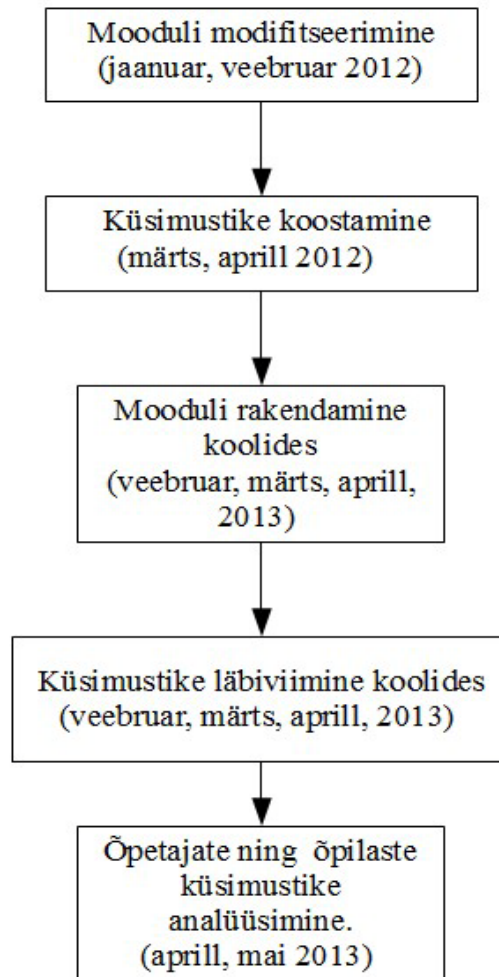 Mooduli modifitseerimine
(jaanuar, veebruar 2012)
Küsimustike koostamine
(märts, aprill 2012)
Mooduli rakendamine
koolides
(veebruar, märts, aprill,
2013)
Küsimustike läbiviimine koolides
(veebruar, märts, aprill, 2013)
Õpetajate ning õpilaste
küsimustike
analüüsimine.
(aprill, mai 2013)